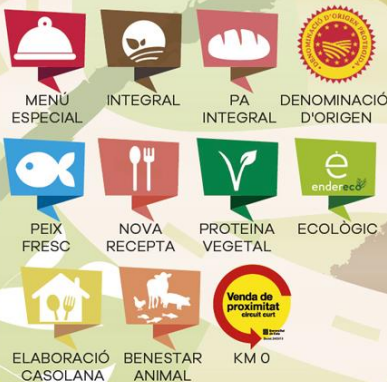 MENÚ
ESPECIAL
INTEGRAL
PA
INTEGRAL
DENOMINACIÓ D'ORIGEN PROTEGIDA
DENOMINACIÓ
D'ORIGEN
PEIX
FRESC
NOVA
RECEPTA
PROTEINA
VEGETAL
endereco
ECOLÒGIC
ELABORACIÓ
CASOLANA
BENESTAR
ANIMAL
Venda de
proximitat
circuit curt
KM 0